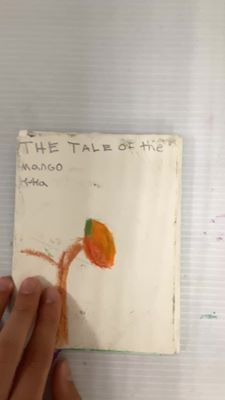 THE TALE of the
mango